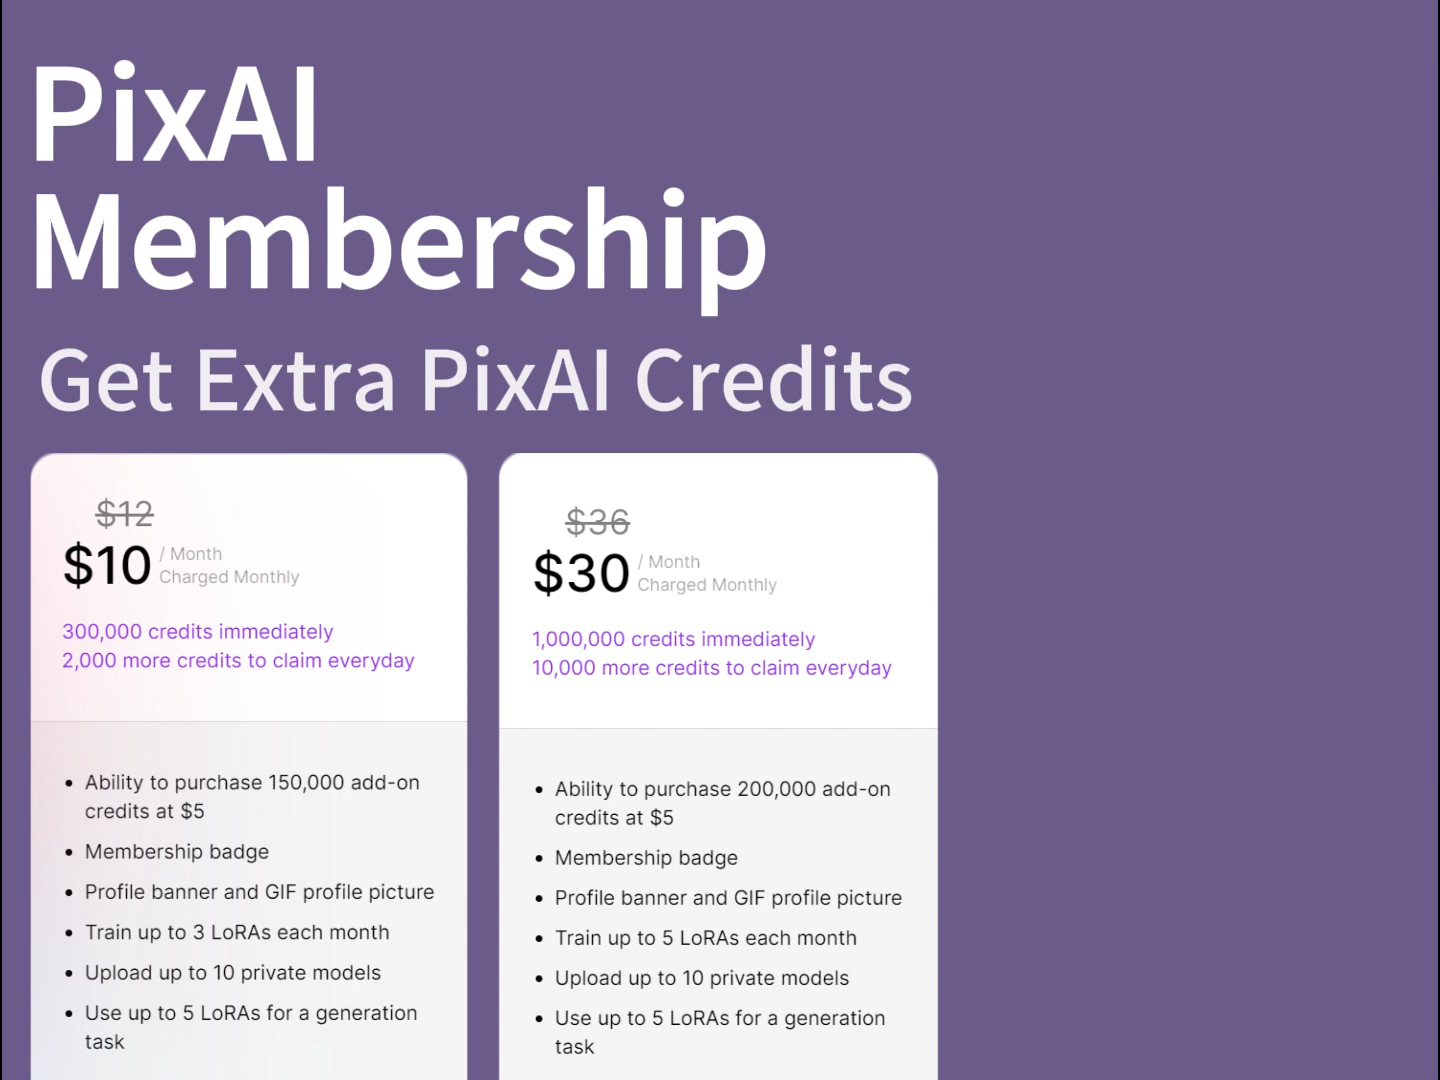 PixAI
Membership
Get Extra PixAI Credits
$12
$10 / Month
Charged Monthly
300,000 credits immediately
2,000 more credits to claim everyday
• Ability to purchase 150,000 add-on
credits at $5
• Membership badge
• Profile banner and GIF profile picture
• Train up to 3 LoRAs each month
• Upload up to 10 private models
• Use up to 5 LoRAs for a generation
task
$36
$30 / Month
Charged Monthly
1,000,000 credits immediately
10,000 more credits to claim everyday
• Ability to purchase 200,000 add-on
credits at $5
• Membership badge
• Profile banner and GIF profile picture
• Train up to 5 LoRAs each month
• Upload up to 10 private models
• Use up to 5 LoRAs for a generation
task